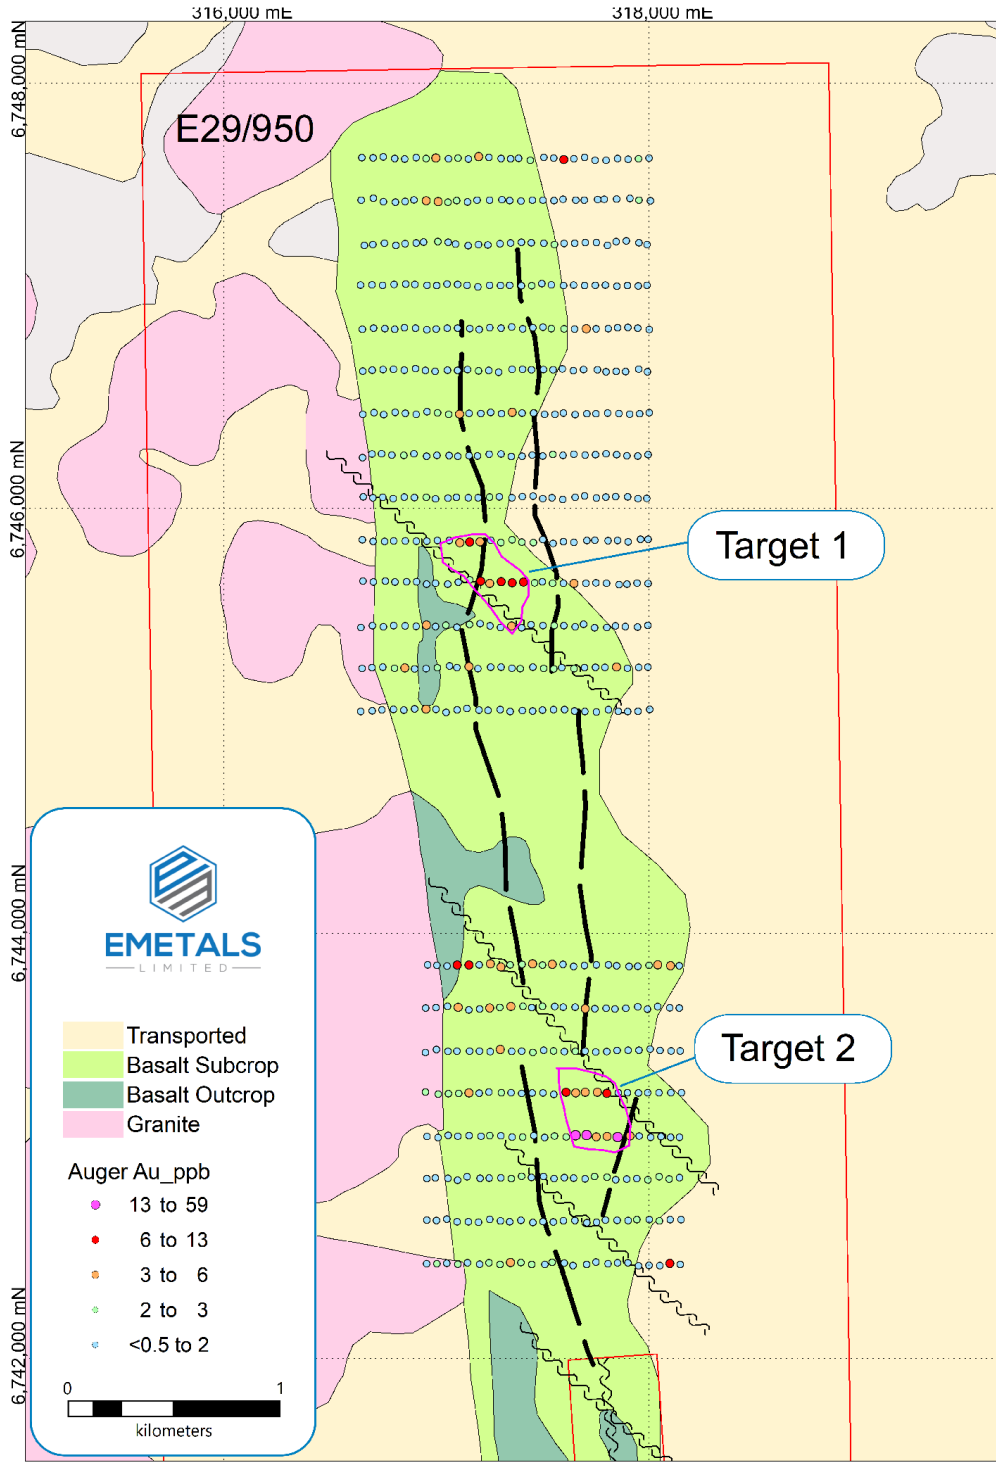 316,000 mE
318,000 mE
6,748,000 mN
E29/950
6,746,000 mN
Target 1
6,744,000 mN
EMETALS
LIMITED
Target 2
Transported
Basalt Subcrop
Basalt Outcrop
Granite
Auger Au_ppb
13 to 59
6 to 13
3 to 6
2 to 3
<0.5 to 2
6,742,000 mN
0 1
kilometers